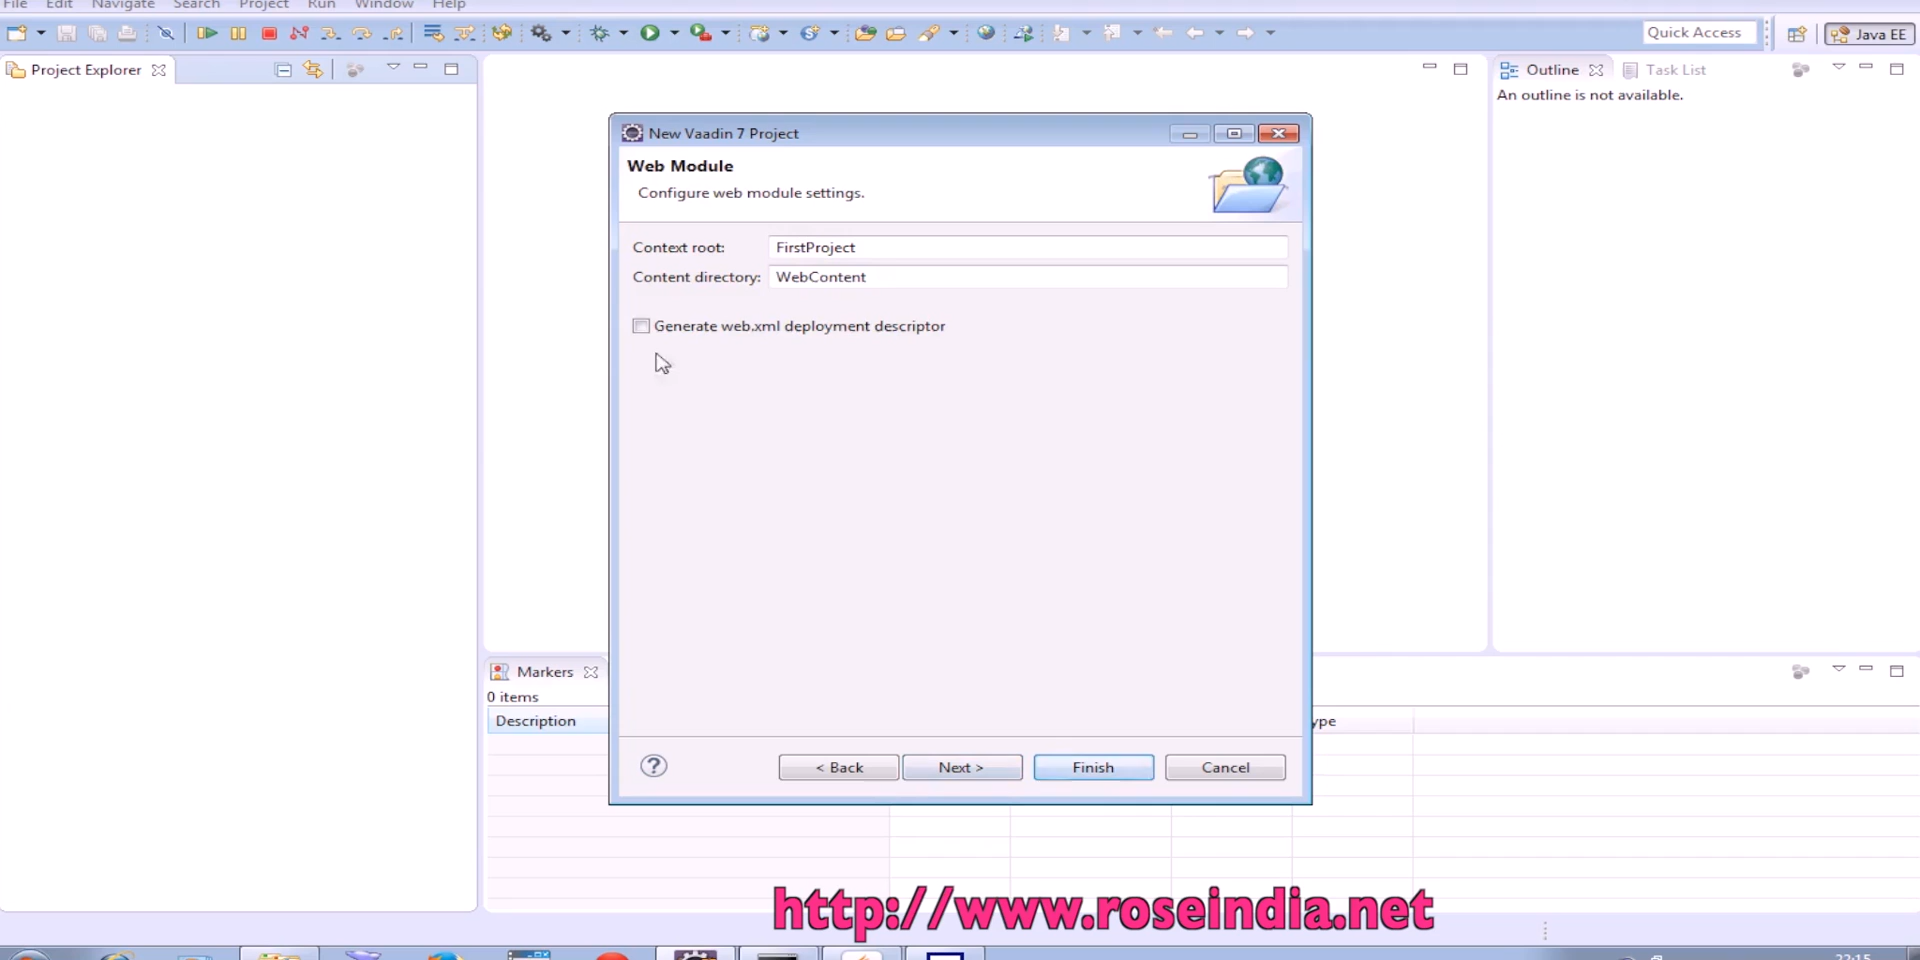 File Edit Navigate Search Project Run Window Help
Quick Access
Java EE
Project Explorer
Outline
Task List
An outline is not available.
New Vaadin 7 Project
Web Module
Configure web module settings.
Context root: FirstProject
Content directory: WebContent
Generate web.xml deployment descriptor
Markers
0 items
Description
ype
?
< Back
Next >
Finish
Cancel
http://www.roseindia.net
22:15